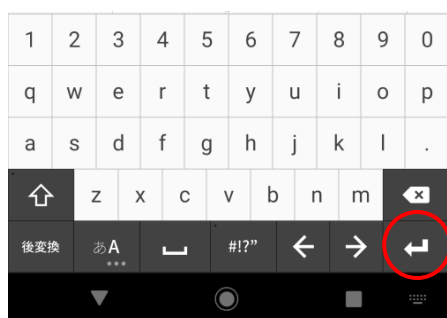 1 2 3 4 5 6 7 8 9 0
q w e r t y u i o p
a s d f g h j k l .
z x c v b n m
後変換 あA #!?”